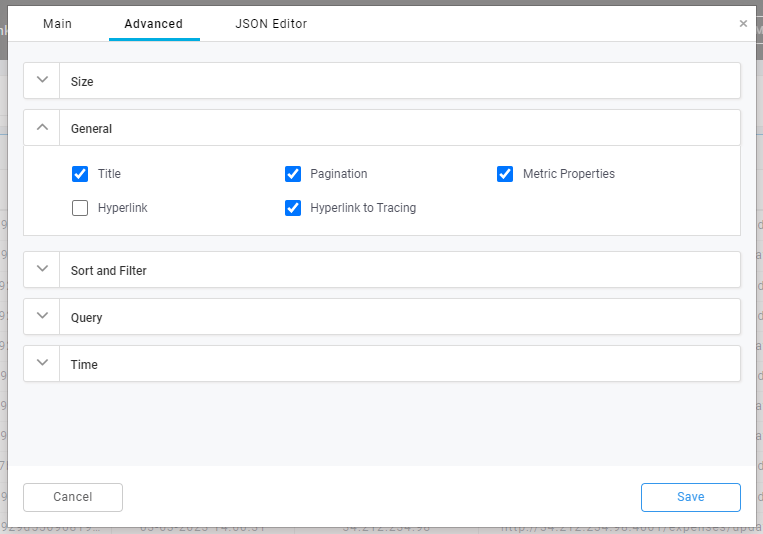 Main Advanced JSON Editor ×
Size
General
Title Pagination Metric Properties
Hyperlink Hyperlink to Tracing
Sort and Filter
Query
Time
Cancel Save